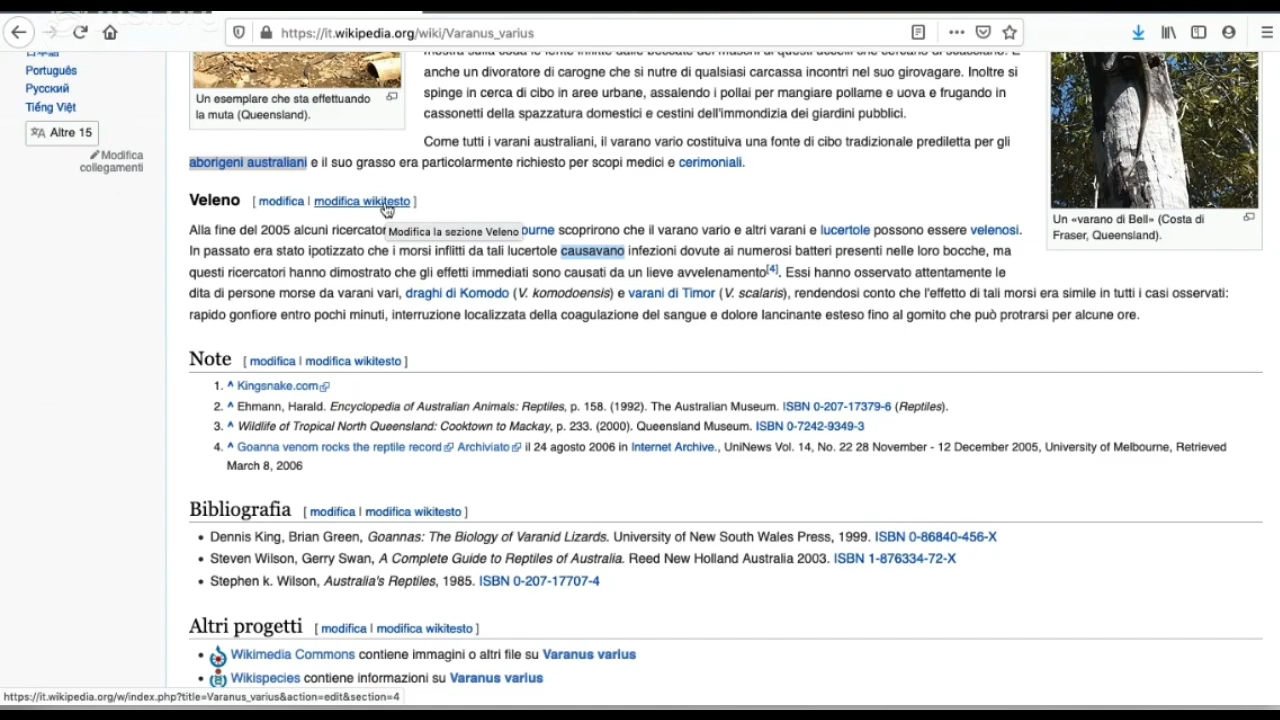 https://it.wikipedia.org/wiki/Varanus_varius
Português
Русский
Tiếng Việt
Altre 15
Modifica
collegamenti
Un esemplare che sta effettuando
la muta (Queensland).
mostra sulla coda le ferite inflitte dalle beccate dei maschi di questi uccelli che cercano di scacciarlo. È
anche un divoratore di carogne che si nutre di qualsiasi carcassa incontri nel suo girovagare. Inoltre si
spinge in cerca di cibo in aree urbane, assalendo i pollai per mangiare pollame e uova e frugando in
cassonetti della spazzatura domestici e cestini dell'immondizia dei giardini pubblici.
Come tutti i varani australiani, il varano vario costituiva una fonte di cibo tradizionale prediletta per gli
aborigeni australiani e il suo grasso era particolarmente richiesto per scopi medici e cerimoniali.
Un «varano di Bell» (Costa di
Fraser, Queensland).
Veleno [ modifica | modifica wikitesto ]
Modifica la sezione Veleno
Alla fine del 2005 alcuni ricercator bourne scoprirono che il varano vario e altri varani e lucertole possono essere velenosi.
In passato era stato ipotizzato che i morsi inflitti da tali lucertole causavano infezioni dovute ai numerosi batteri presenti nelle loro bocche, ma
questi ricercatori hanno dimostrato che gli effetti immediati sono causati da un lieve avvelenamento[4]. Essi hanno osservato attentamente le
dita di persone morse da varani vari, draghi di Komodo (V. komodoensis) e varani di Timor (V. scalaris), rendendosi conto che l'effetto di tali morsi era simile in tutti i casi osservati:
rapido gonfiore entro pochi minuti, interruzione localizzata della coagulazione del sangue e dolore lancinante esteso fino al gomito che può protrarsi per alcune ore.
Note [ modifica | modifica wikitesto ]
1. ^ Kingsnake.com
2. ^ Ehmann, Harald. Encyclopedia of Australian Animals: Reptiles, p. 158. (1992). The Australian Museum. ISBN 0-207-17379-6 (Reptiles).
3. ^ Wildlife of Tropical North Queensland: Cooktown to Mackay, p. 233. (2000). Queensland Museum. ISBN 0-7242-9349-3
4. ^ Goanna venom rocks the reptile record Archiviato il 24 agosto 2006 in Internet Archive., UniNews Vol. 14, No. 22 28 November - 12 December 2005, University of Melbourne, Retrieved
March 8, 2006
Bibliografia [ modifica | modifica wikitesto ]
• Dennis King, Brian Green, Goannas: The Biology of Varanid Lizards. University of New South Wales Press, 1999. ISBN 0-86840-456-X
• Steven Wilson, Gerry Swan, A Complete Guide to Reptiles of Australia. Reed New Holland Australia 2003. ISBN 1-876334-72-X
• Stephen k. Wilson, Australia's Reptiles, 1985. ISBN 0-207-17707-4
Altri progetti [ modifica | modifica wikitesto ]
• Wikimedia Commons contiene immagini o altri file su Varanus varius
• Wikispecies contiene informazioni su Varanus varius
https://it.wikipedia.org/w/index.php?title=Varanus_varius&action=edit&section=4